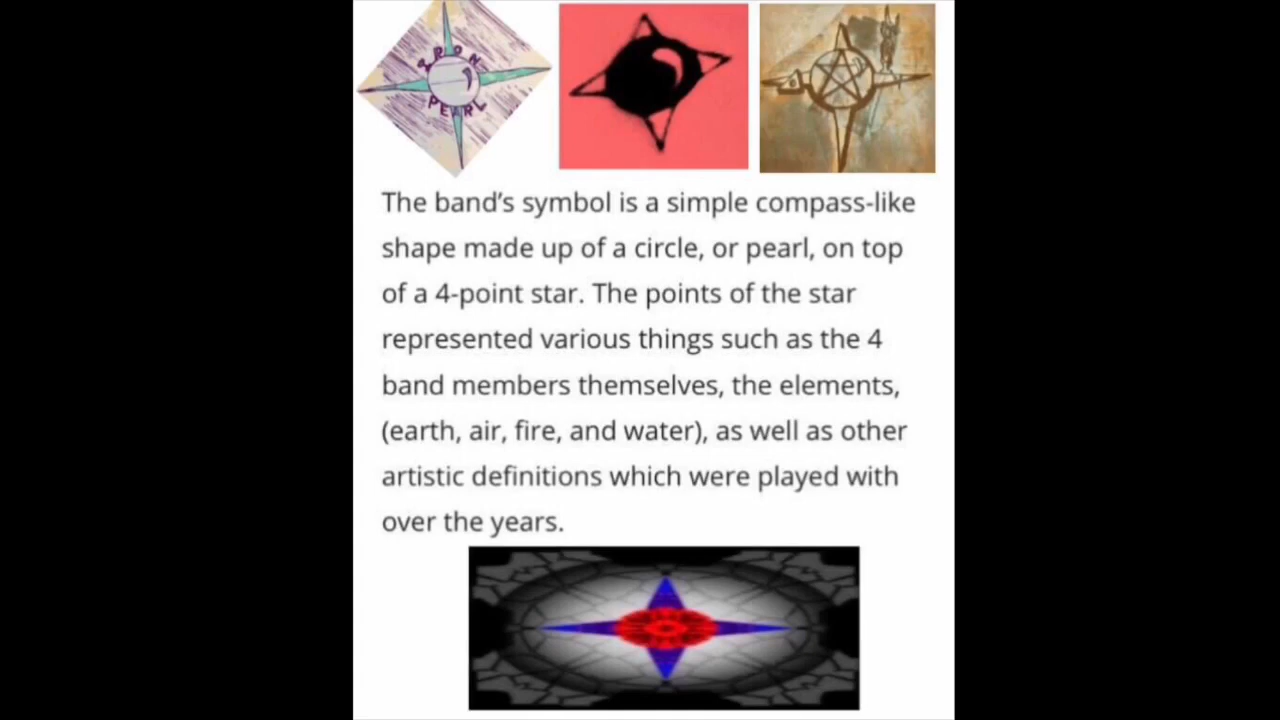 IRON
PEARL
The band’s symbol is a simple compass-like
shape made up of a circle, or pearl, on top
of a 4-point star. The points of the star
represented various things such as the 4
band members themselves, the elements,
(earth, air, fire, and water), as well as other
artistic definitions which were played with
over the years.